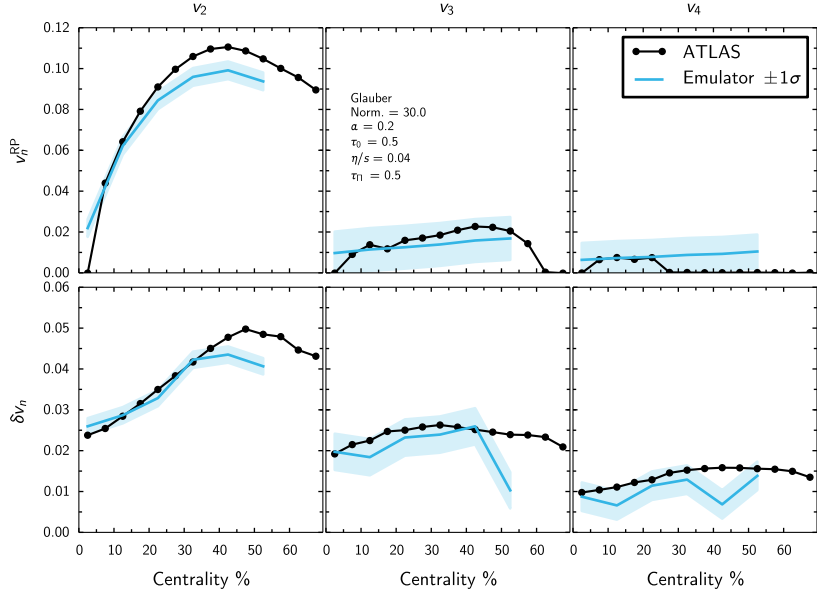 v2 v3 v4
0.12
0.10
0.08
0.06
0.04
0.02
0.00
v_n^RP
Glauber
Norm. = 30.0
α = 0.2
τ0 = 0.5
η/s = 0.04
τΠ = 0.5
ATLAS
Emulator ±1σ
0.06
0.05
0.04
0.03
0.02
0.01
0.00
δv_n
0 10 20 30 40 50 60 0 10 20 30 40 50 60 0 10 20 30 40 50 60
Centrality % Centrality % Centrality %